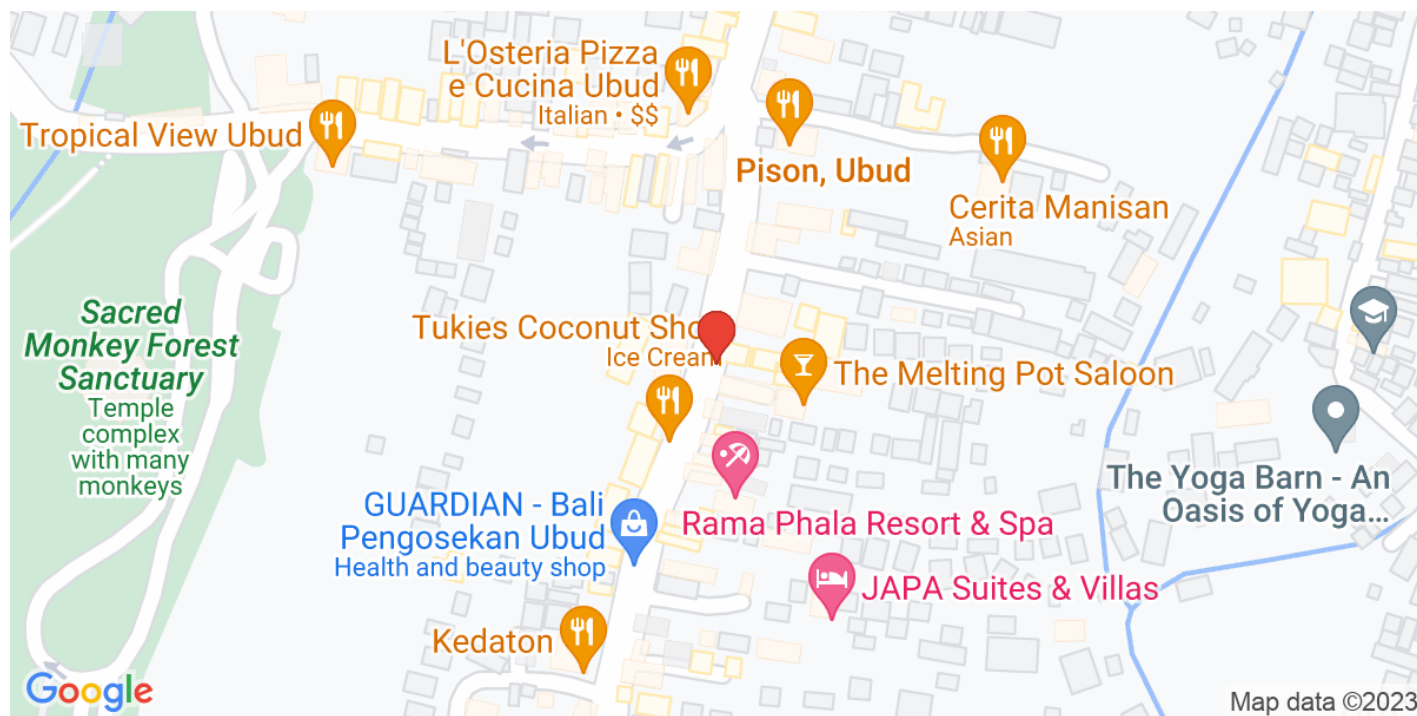 L'Osteria Pizza
e Cucina Ubud
Italian • $$
Tropical View Ubud
Pison, Ubud
Cerita Manisan
Asian
Sacred
Monkey Forest
Sanctuary
Temple
complex
with many
monkeys
Tukies Coconut Sho
Ice Cream
The Melting Pot Saloon
The Yoga Barn - An
Oasis of Yoga...
GUARDIAN - Bali
Pengosekan Ubud
Health and beauty shop
Rama Phala Resort & Spa
JAPA Suites & Villas
Kedaton
Google
Map data ©2023